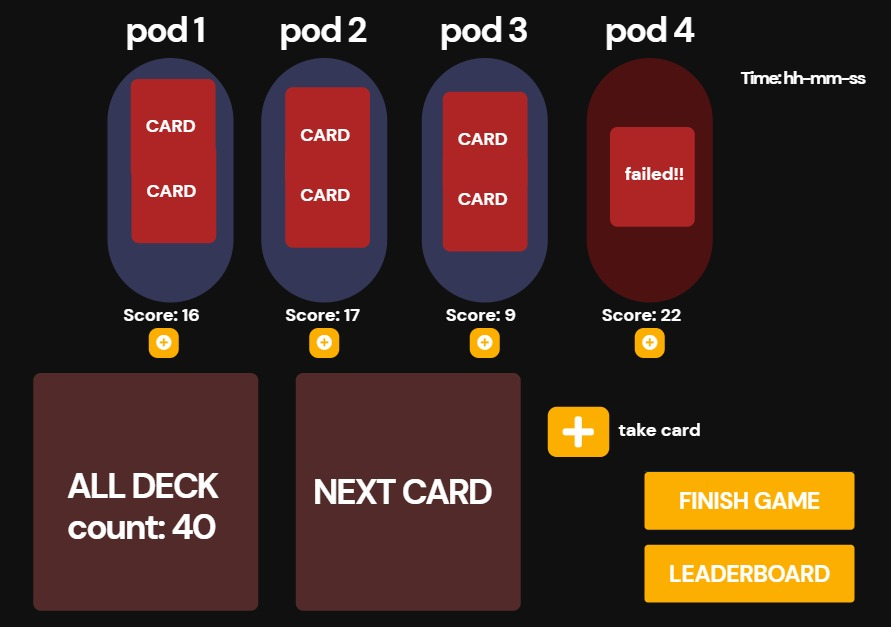 pod 1
pod 2
pod 3
pod 4
Time: hh-mm-ss
CARD
CARD
CARD
CARD
CARD
CARD
failed!!
Score: 16
Score: 17
Score: 9
Score: 22
ALL DECK
count: 40
NEXT CARD
take card
FINISH GAME
LEADERBOARD